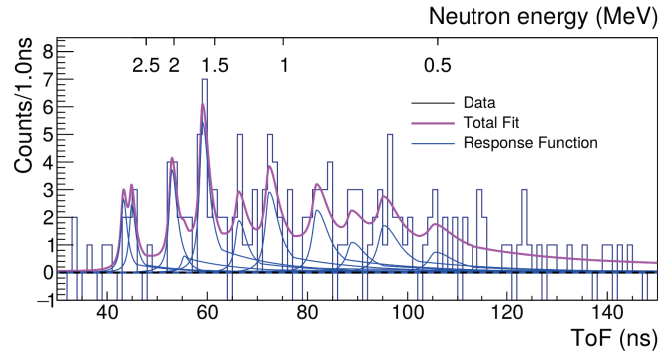 Neutron energy (MeV)
2.5 2 1.5 1 0.5
Counts/1.0ns
8
7
6
5
4
3
2
1
0
−1
Data
Total Fit
Response Function
40 60 80 100 120 140
ToF (ns)